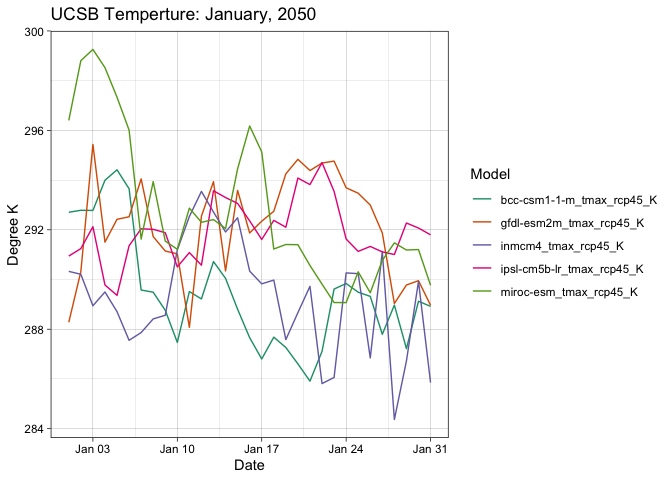 UCSB Temperture: January, 2050
300
296
292
288
284
Degree K
Jan 03
Jan 10
Jan 17
Jan 24
Jan 31
Date
Model
bcc-csm1-1-m_tmax_rcp45_K
gfdl-esm2m_tmax_rcp45_K
inmcm4_tmax_rcp45_K
ipsl-cm5b-lr_tmax_rcp45_K
miroc-esm_tmax_rcp45_K